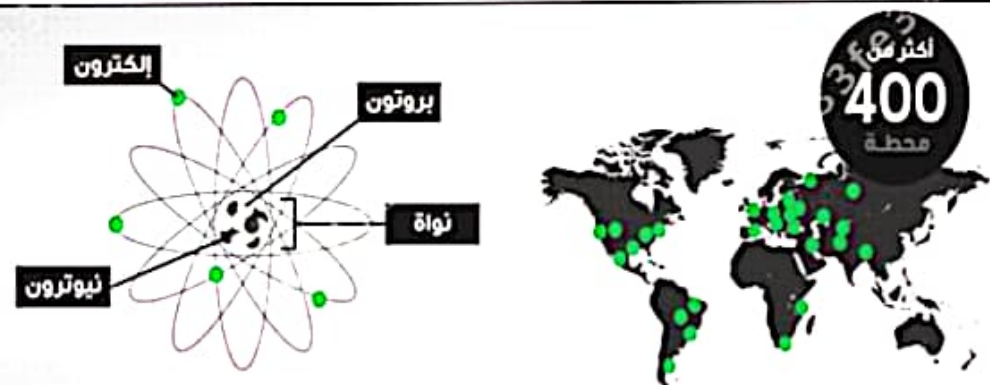 إلكترون
بروتون
نواة
نيوترون
أكثر من
400
محطة